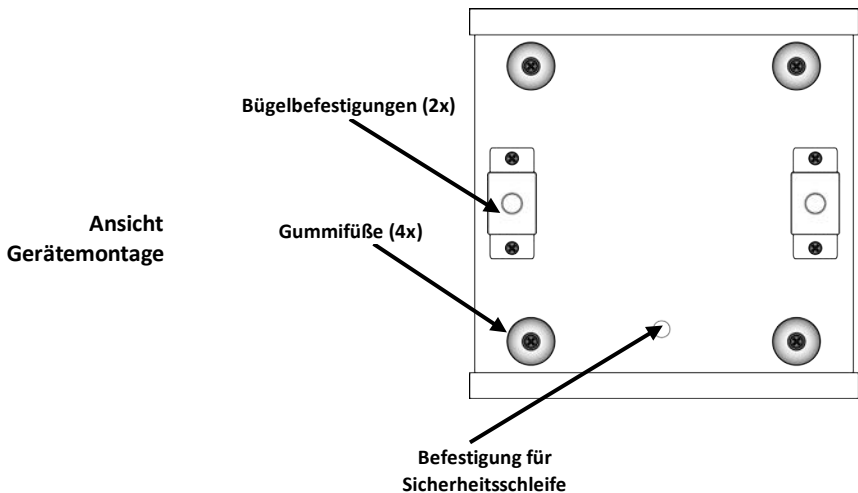 Bügelbefestigungen (2x)
Ansicht
Gerätemontage
Gummifüße (4x)
Befestigung für
Sicherheitsschleife